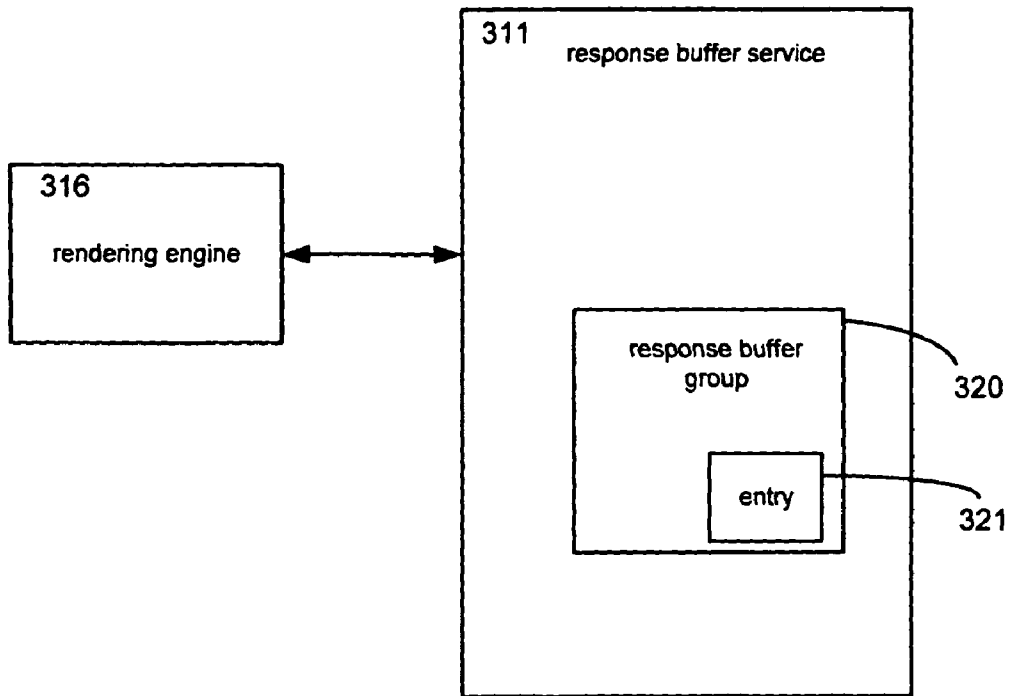 311
response buffer service
316
rendering engine
response buffer
group
320
entry
321